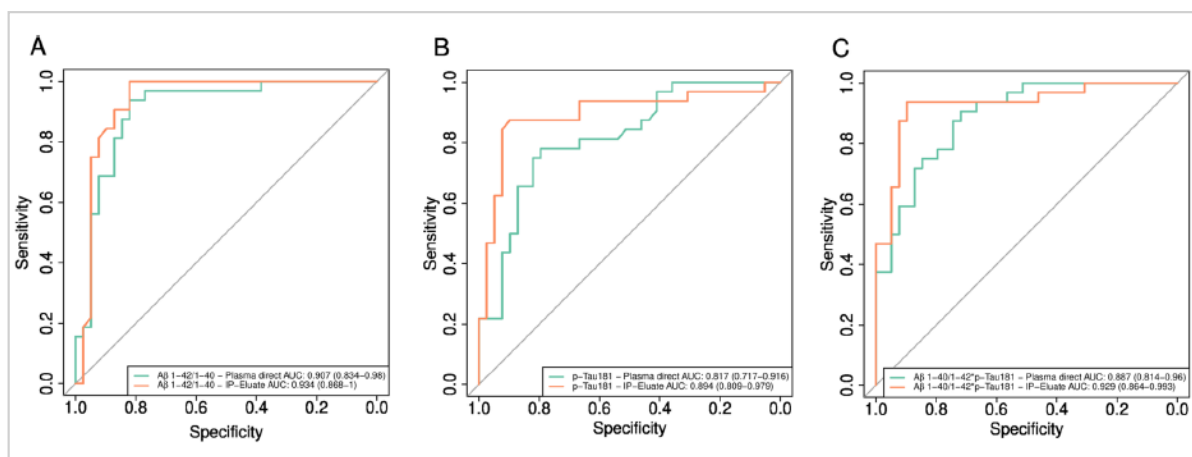 A
B
C
Sensitivity
1.0
0.8
0.6
0.4
0.2
0.0
Aβ 1−42/1−40 − Plasma direct AUC: 0.907 (0.834−0.98)
Aβ 1−42/1−40 − IP−Eluate AUC: 0.934 (0.868−1)
1.0 0.8 0.6 0.4 0.2 0.0
Specificity
Sensitivity
1.0
0.8
0.6
0.4
0.2
0.0
p−Tau181 − Plasma direct AUC: 0.817 (0.717−0.916)
p−Tau181 − IP−Eluate AUC: 0.894 (0.809−0.979)
1.0 0.8 0.6 0.4 0.2 0.0
Specificity
Sensitivity
1.0
0.8
0.6
0.4
0.2
0.0
Aβ 1−40/1−42*p−Tau181 − Plasma direct AUC: 0.887 (0.814−0.96)
Aβ 1−40/1−42*p−Tau181 − IP−Eluate AUC: 0.929 (0.864−0.993)
1.0 0.8 0.6 0.4 0.2 0.0
Specificity